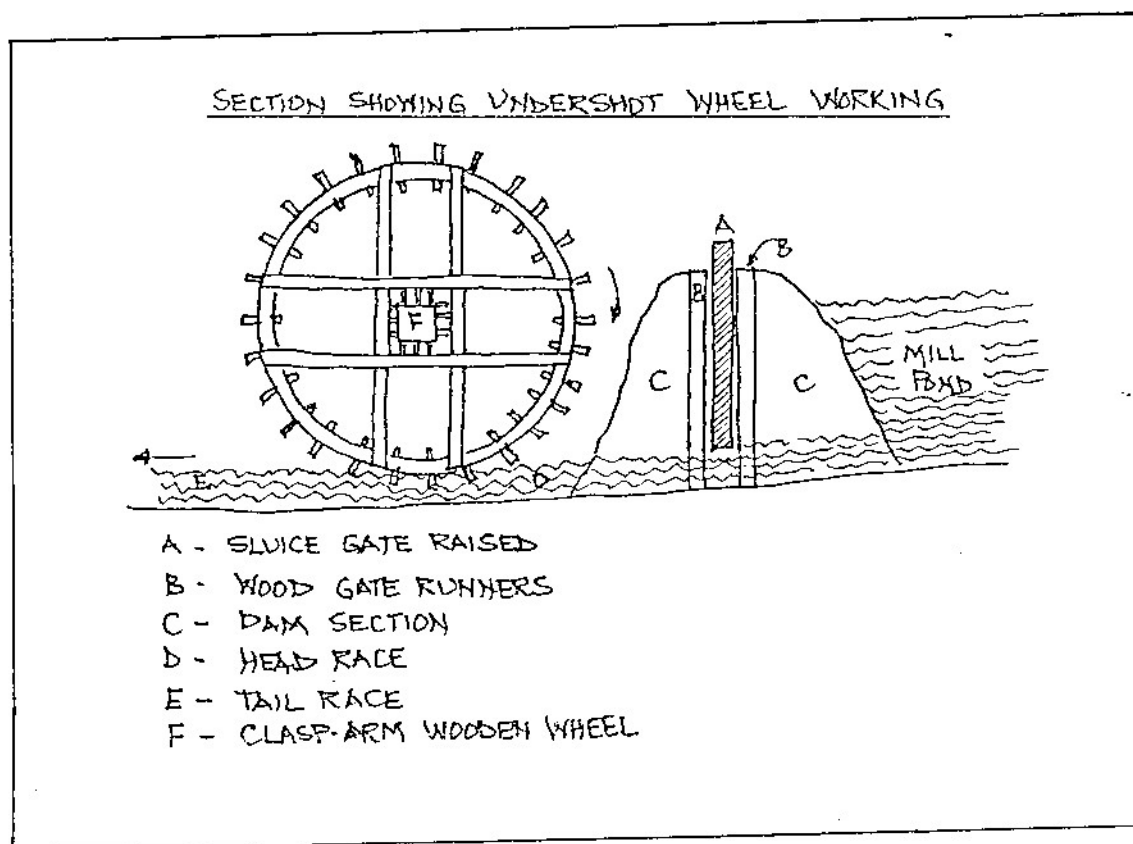 SECTION SHOWING UNDERSHOT WHEEL WORKING
A
B
B
F
C
C
MILL
POND
E
D
A - SLUICE GATE RAISED
B - WOOD GATE RUNNERS
C - DAM SECTION
D - HEAD RACE
E - TAIL RACE
F - CLASP-ARM WOODEN WHEEL